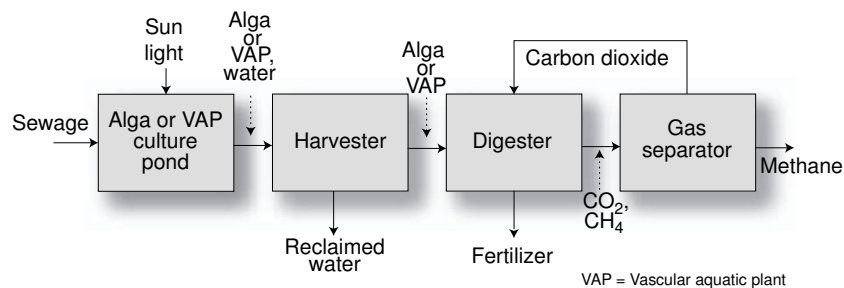 Sun
light
Alga
or
VAP,
water
Alga
or
VAP
Carbon dioxide
Sewage
Alga or VAP
culture
pond
Harvester
Digester
Gas
separator
Methane
CO2,
CH4
Reclaimed
water
Fertilizer
VAP = Vascular aquatic plant